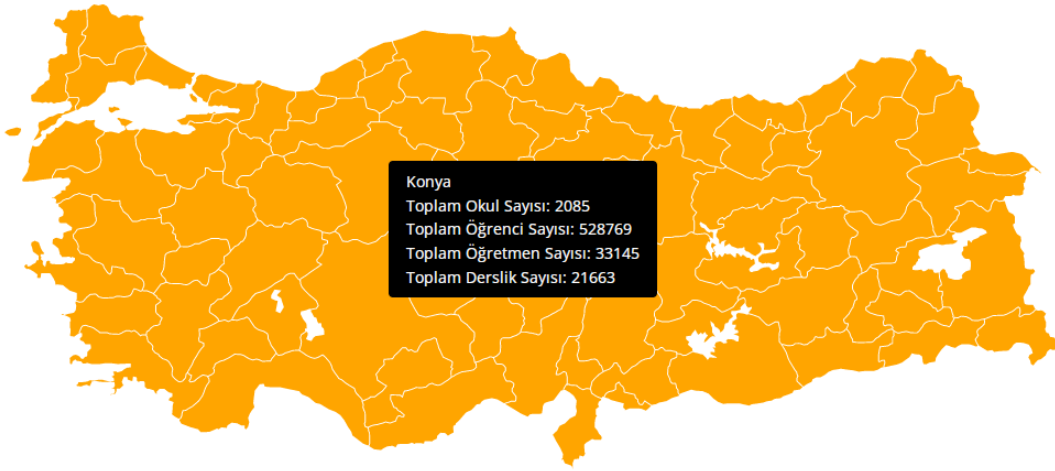 Konya
Toplam Okul Sayısı: 2085
Toplam Öğrenci Sayısı: 528769
Toplam Öğretmen Sayısı: 33145
Toplam Derslik Sayısı: 21663